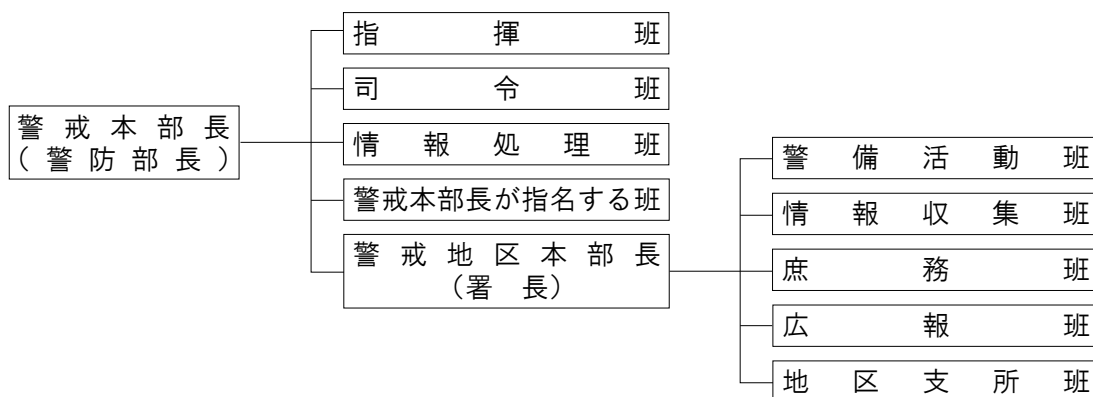 警戒本部長
(警防部長)
指揮班
司令班
情報処理班
警戒本部長が指名する班
警戒地区本部長
(署長)
警備活動班
情報収集班
庶務班
広報班
地区支所班